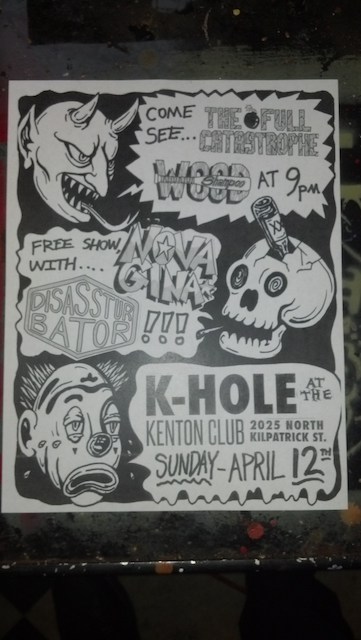 COME
SEE...
THE FULL
CATASTROPHE
WOOD
AT 9PM
FREE SHOW
WITH....
NOVA
GINA
DISASSTUR
BATOR
!!!
XX
K-HOLE AT
THE
KENTON CLUB
2025 NORTH
KILPATRICK ST.
SUNDAY-APRIL 12TH